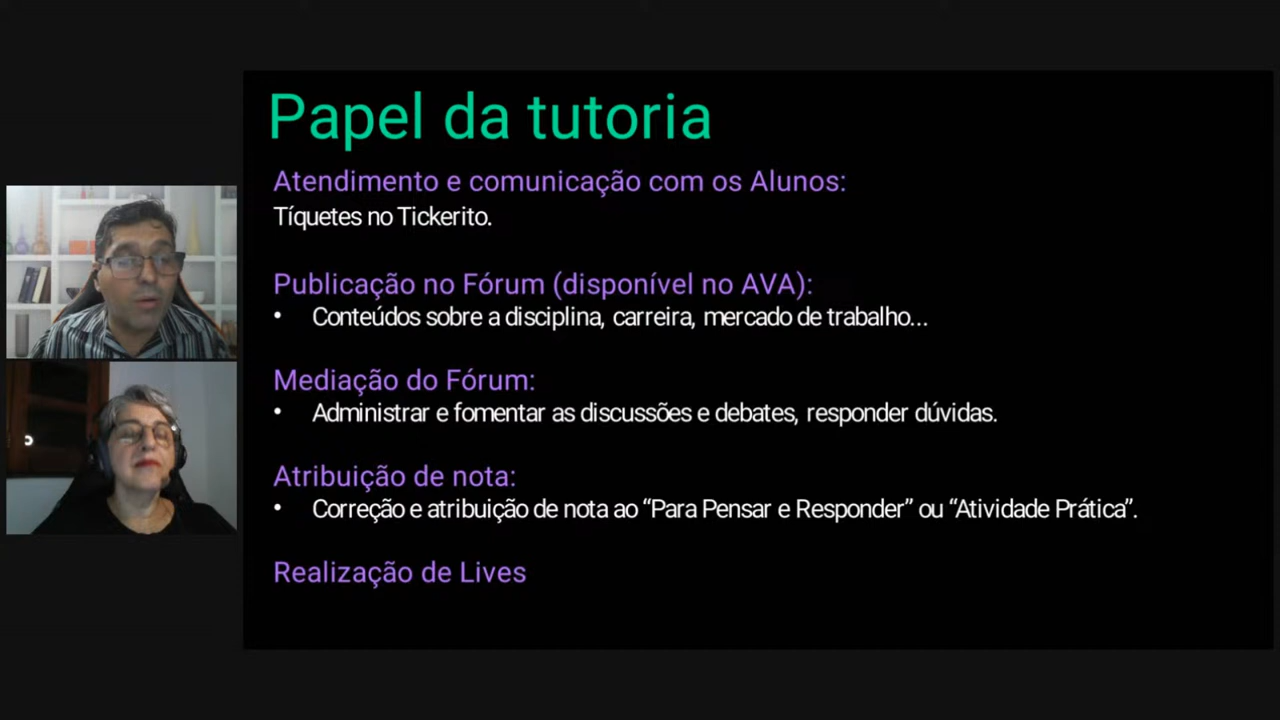 Papel da tutoria
Atendimento e comunicação com os Alunos:
Tíquetes no Tickerito.
Publicação no Fórum (disponível no AVA):
• Conteúdos sobre a disciplina, carreira, mercado de trabalho...
Mediação do Fórum:
• Administrar e fomentar as discussões e debates, responder dúvidas.
Atribuição de nota:
• Correção e atribuição de nota ao “Para Pensar e Responder” ou “Atividade Prática”.
Realização de Lives